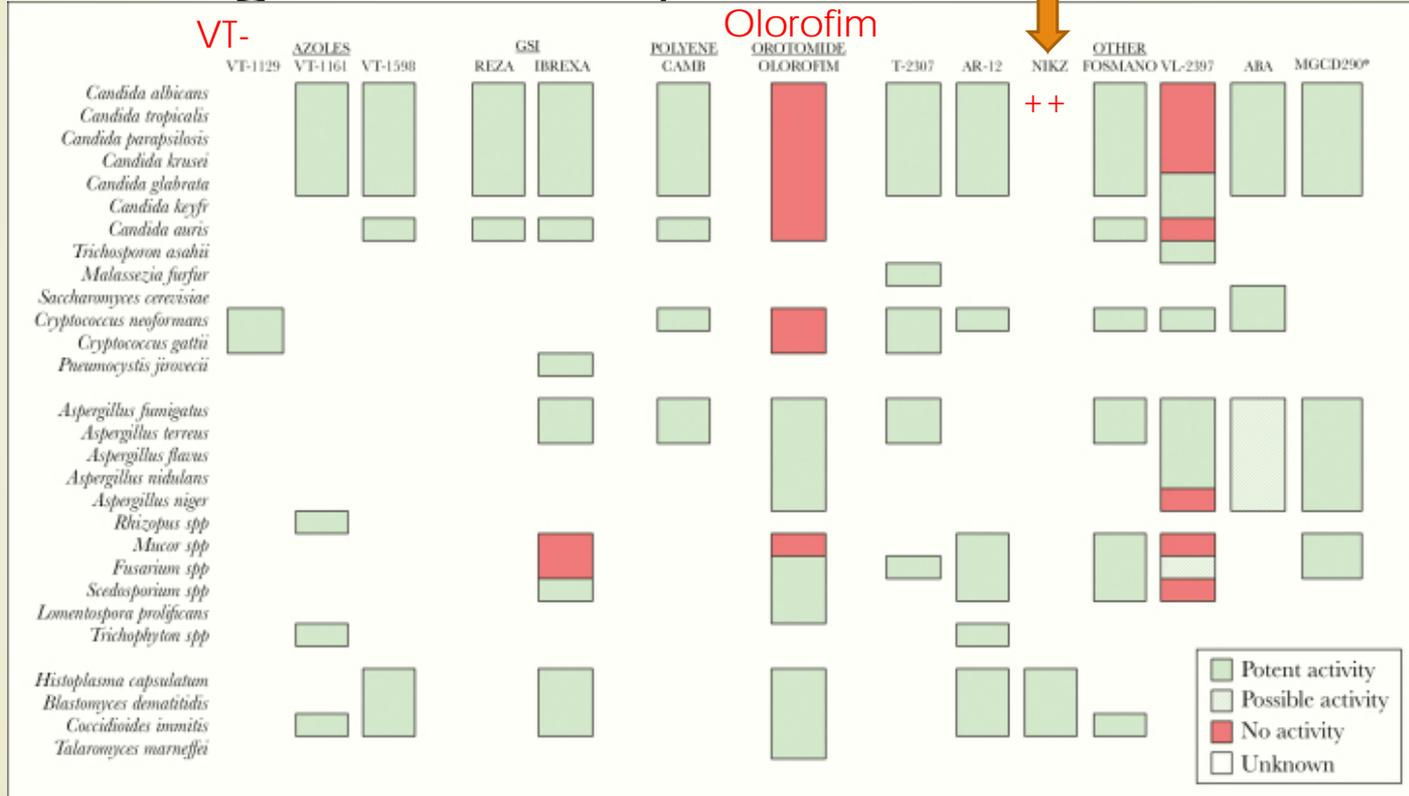 VT-
Olorofim
AZOLES GSI POLYENE OROTOMIDE OTHER
VT-1129 VT-1161 VT-1598 REZA IBREXA CAMB OLOROFIM T-2307 AR-12 NIKZ FOSMANO VL-2397 ABA MGCD290*
++
Candida albicans
Candida tropicalis
Candida parapsilosis
Candida krusei
Candida glabrata
Candida keyfr
Candida auris
Trichosporon asahii
Malassezia furfur
Saccharomyces cerevisiae
Cryptococcus neoformans
Cryptococcus gattii
Pneumocystis jirovecii
Aspergillus fumigatus
Aspergillus terreus
Aspergillus flavus
Aspergillus nidulans
Aspergillus niger
Rhizopus spp
Mucor spp
Fusarium spp
Scedosporium spp
Lomentospora prolificans
Trichophyton spp
Histoplasma capsulatum
Blastomyces dematitidis
Coccidioides immitis
Talaromyces marneffei
Potent activity
Possible activity
No activity
Unknown